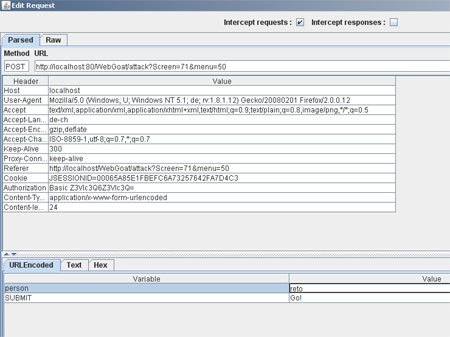 Edit Request
Intercept requests : Intercept responses :
Parsed Raw
Method URL
POST http://localhost:80/WebGoat/attack?Screen=71&menu=50
Header Value
Host localhost
User-Agent Mozilla/5.0 (Windows; U; Windows NT 5.1; de; rv:1.8.1.12) Gecko/20080201 Firefox/2.0.0.12
Accept text/xml,application/xml,application/xhtml+xml,text/html;q=0.9,text/plain;q=0.8,image/png,*/*;q=0.5
Accept-Lan... de-ch
Accept-Enc... gzip,deflate
Accept-Cha... ISO-8859-1,utf-8;q=0.7,*;q=0.7
Keep-Alive 300
Proxy-Conn... keep-alive
Referer http://localhost/WebGoat/attack?Screen=71&menu=50
Cookie JSESSIONID=00065A85E1FBEFC6A73257642FA7D4C3
Authorization Basic Z3Vlc3Q6Z3Vlc3Q=
Content-Ty... application/x-www-form-urlencoded
Content-le... 24
URLEncoded Text Hex
Variable Value
person reto
SUBMIT Go!